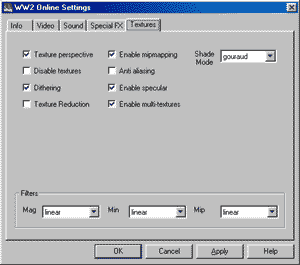 WW2 Online Settings
Info Video Sound Special FX Textures
Texture perspective Enable mipmapping Shade Mode gouraud
Disable textures Anti aliasing
Dithering Enable specular
Texture Reduction Enable multi-textures
Filters
Mag linear Min linear Mip linear
OK Cancel Apply Help